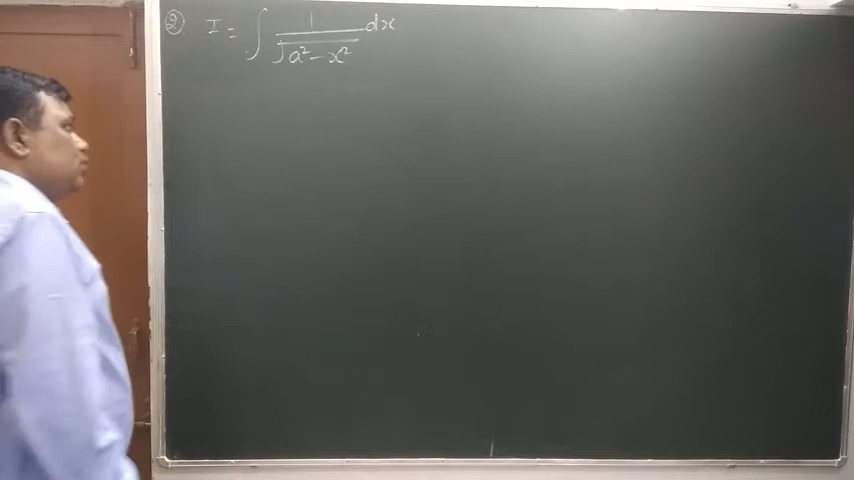 ② I = ∫ 1/√(a² - x²) dx